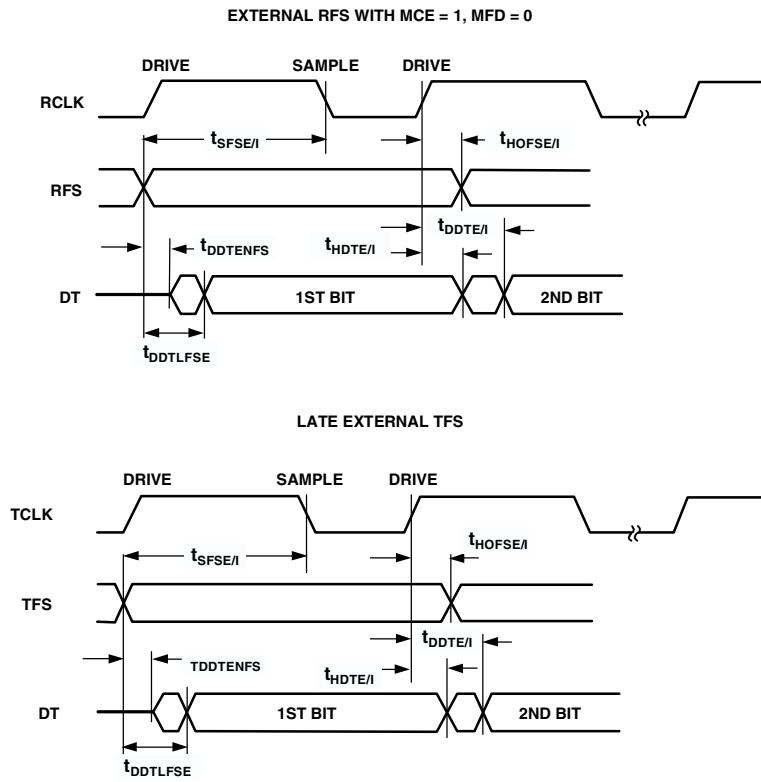 EXTERNAL RFS WITH MCE = 1, MFD = 0
DRIVE SAMPLE DRIVE
RCLK
tSFSE/I tHOFSE/I
RFS
tDDTE/I
tDDTENFS tHDTE/I
DT 1ST BIT 2ND BIT
tDDTLFSE
LATE EXTERNAL TFS
DRIVE SAMPLE DRIVE
TCLK
tSFSE/I tHOFSE/I
TFS
tDDTE/I
TDDTENFS tHDTE/I
DT 1ST BIT 2ND BIT
tDDTLFSE